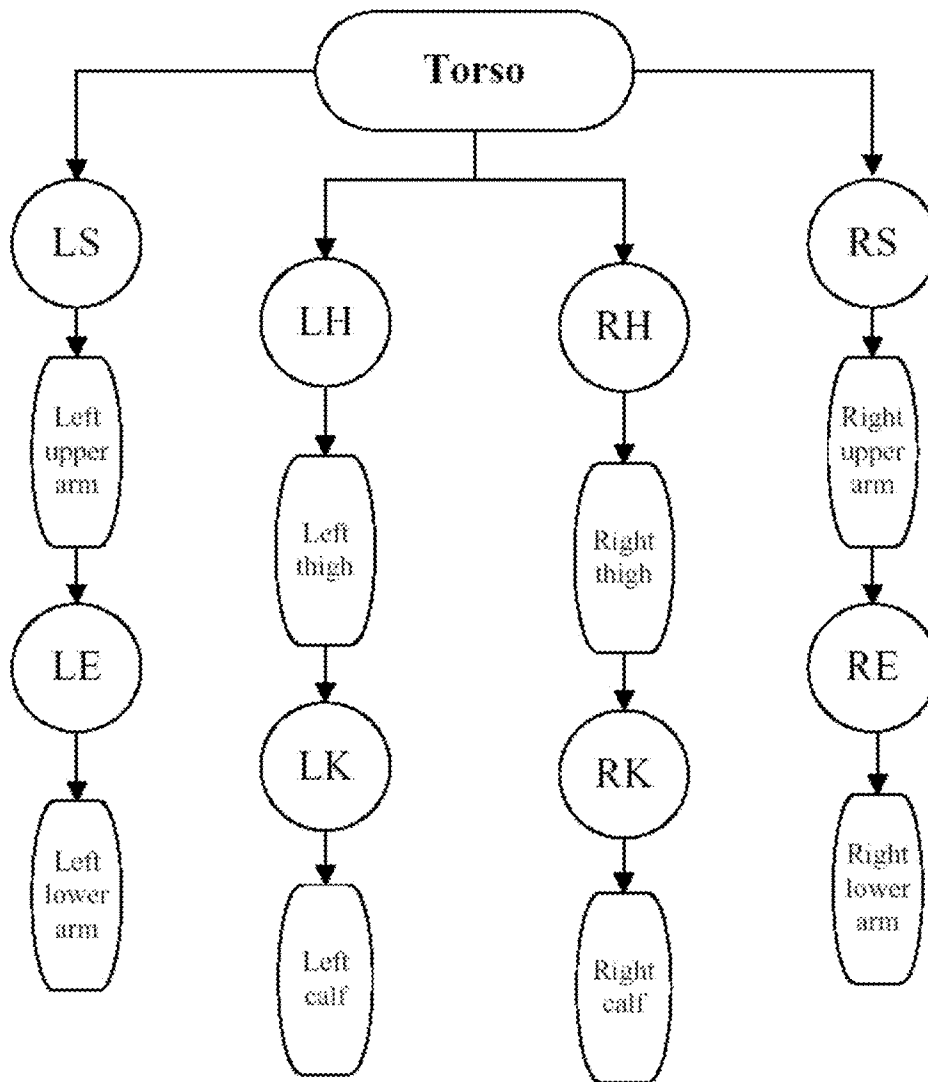 Torso
LS
RS
LH
RH
Left
upper
arm
Right
upper
arm
Left
thigh
Right
thigh
LE
RE
LK
RK
Left
lower
arm
Right
lower
arm
Left
calf
Right
calf